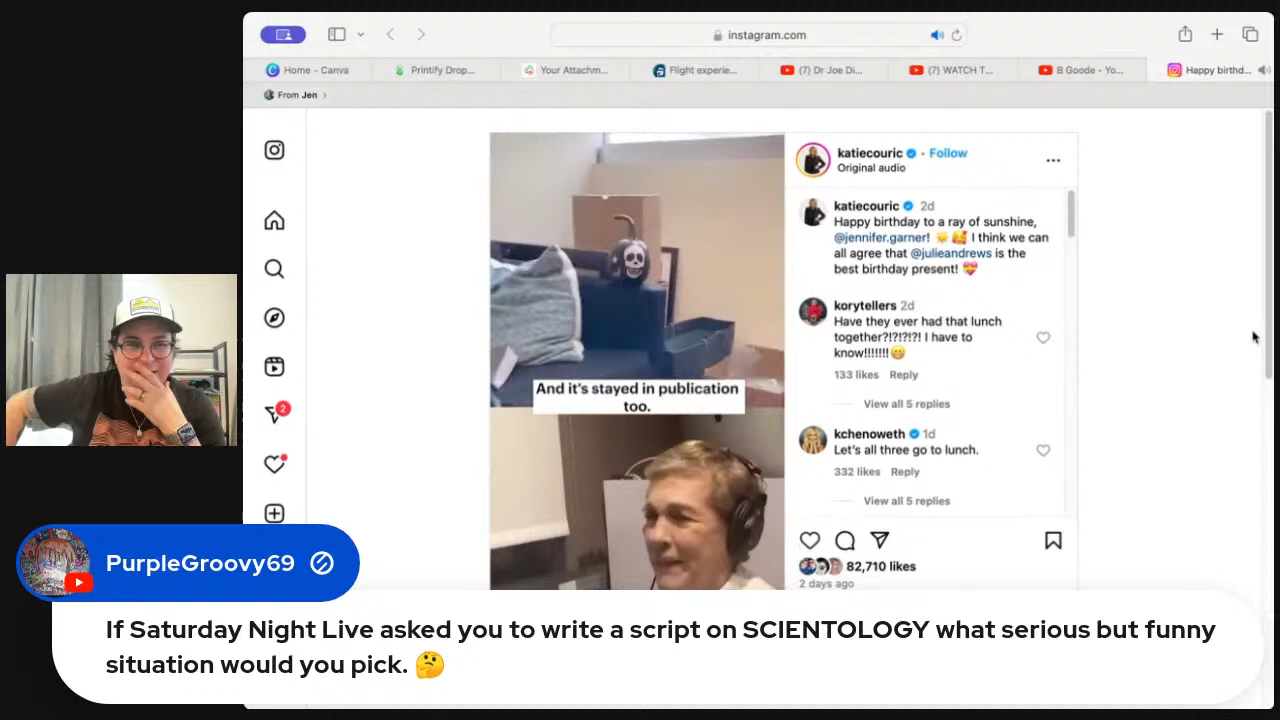 instagram.com
Home - Canva
Printify Drop...
Your Attachm...
Flight experie...
(7) Dr Joe Di...
(7) WATCH T...
B Goode - Yo...
Happy birthd...
From Jen
katiecouric · Follow
Original audio
katiecouric 2d
Happy birthday to a ray of sunshine,
@jennifer.garner! ☀️ 🥰 I think we can
all agree that @julieandrews is the
best birthday present! 💝
korytellers 2d
Have they ever had that lunch
together?!?!?!?! I have to
know!!!!!!!😁
133 likes Reply
View all 5 replies
And it's stayed in publication
too.
2
kchenoweth 1d
Let's all three go to lunch.
332 likes Reply
View all 5 replies
82,710 likes
2 days ago
PurpleGroovy69
If Saturday Night Live asked you to write a script on SCIENTOLOGY what serious but funny
situation would you pick. 🤔